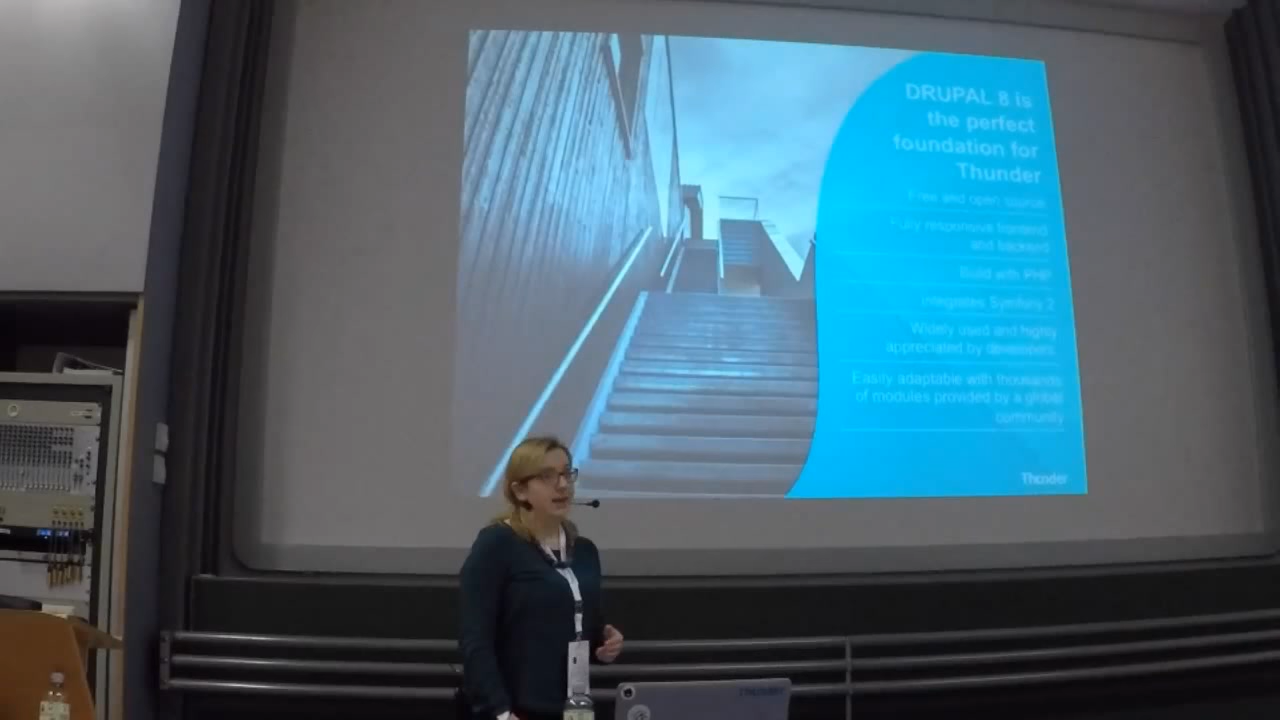 DRUPAL 8 is
the perfect
foundation for
Thunder
Free and open source
Fully responsive frontend
and backend
Build with PHP
Integrates Symfony 2
Widely used and highly
appreciated by developers.
Easily adaptable with thousands
of modules provided by a global
community
Thunder
THUNDER